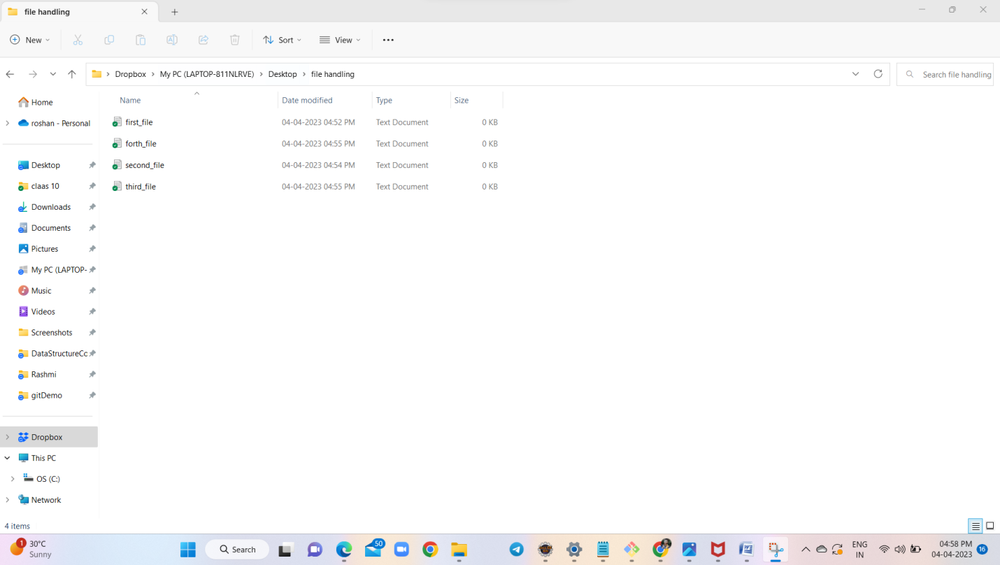 file handling
New
Sort
View
Dropbox > My PC (LAPTOP-811NLRVE) > Desktop > file handling
Search file handling
Home
roshan - Personal
Desktop
claas 10
Downloads
Documents
Pictures
My PC (LAPTOP-
Music
Videos
Screenshots
DataStructureCo
Rashmi
gitDemo
Dropbox
This PC
OS (C:)
Network
Name Date modified Type Size
first_file 04-04-2023 04:52 PM Text Document 0 KB
forth_file 04-04-2023 04:55 PM Text Document 0 KB
second_file 04-04-2023 04:54 PM Text Document 0 KB
third_file 04-04-2023 04:55 PM Text Document 0 KB
4 items
1
30°C
Sunny
Search
50
ENG
IN
04:58 PM
04-04-2023
16